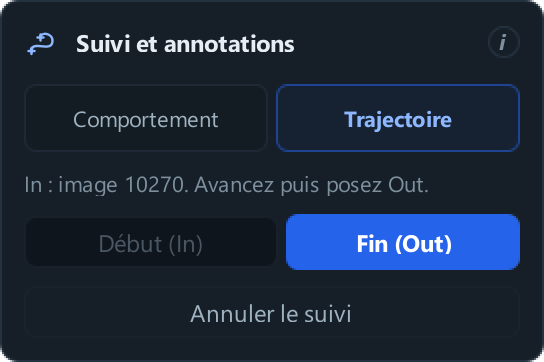 Suivi et annotations
i
Comportement
Trajectoire
In : image 10270. Avancez puis posez Out.
Début (In)
Fin (Out)
Annuler le suivi